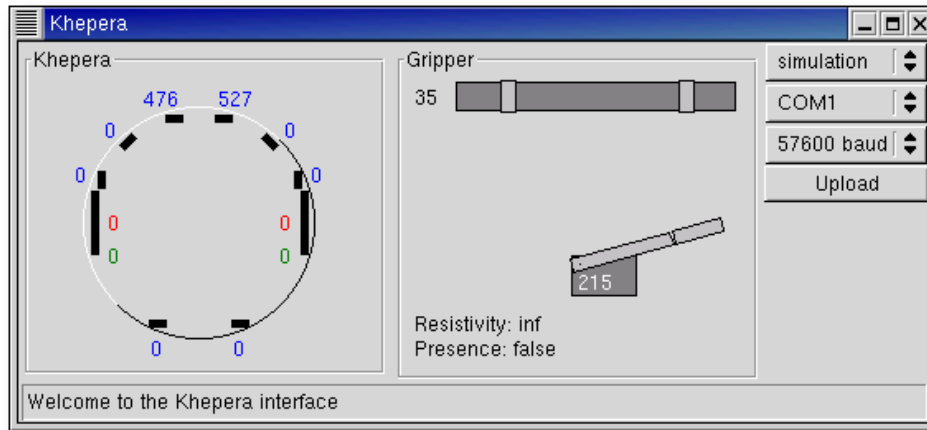 Khepera
Khepera
476 527
0 0
0 0
0 0
0 0
0 0
Gripper
35
215
Resistivity: inf
Presence: false
simulation
COM1
57600 baud
Upload
Welcome to the Khepera interface